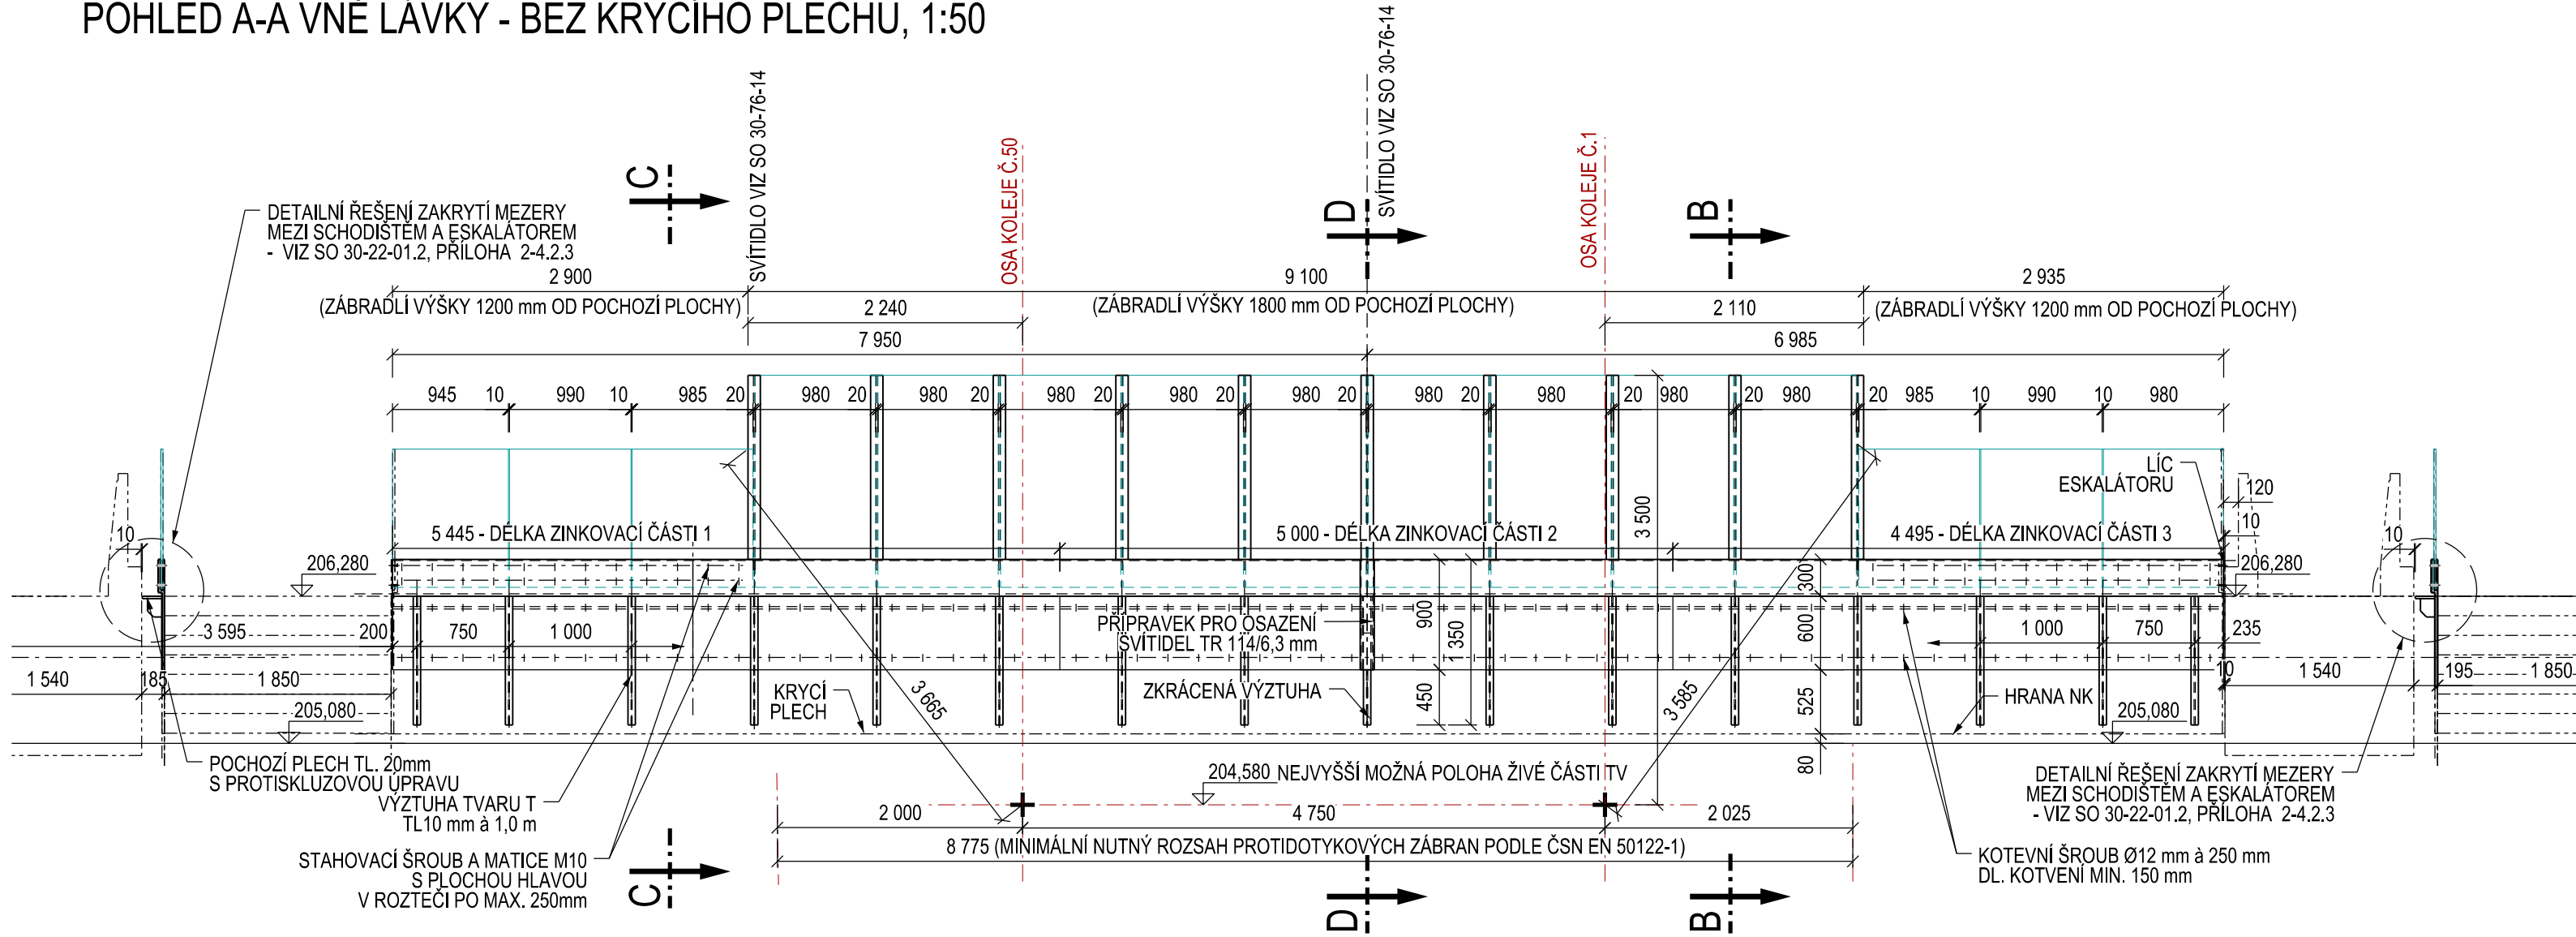 POHLED A-A VNĚ LÁVKY - BEZ KRYCÍHO PLECHU, 1:50
SVÍTIDLO VIZ SO 30-76-14
SVÍTIDLO VIZ SO 30-76-14
OSA KOLEJE Č.50
OSA KOLEJE Č.1
C
D
B
DETAILNÍ ŘEŠENÍ ZAKRYTÍ MEZERY
MEZI SCHODIŠTĚM A ESKALÁTOREM
- VIZ SO 30-22-01.2, PŘÍLOHA 2-4.2.3
2 900
9 100
2 935
(ZÁBRADLÍ VÝŠKY 1200 mm OD POCHOZÍ PLOCHY)
2 240
(ZÁBRADLÍ VÝŠKY 1800 mm OD POCHOZÍ PLOCHY)
2 110
(ZÁBRADLÍ VÝŠKY 1200 mm OD POCHOZÍ PLOCHY)
7 950
6 985
945 10 990 10 985 20 980 20 980 20 980 20 980 20 980 20 980 20 980 20 980 20 980 20 985 10 990 10 980
LÍC
ESKALÁTORU
120
10
3 500
10
5 445 - DÉLKA ZINKOVACÍ ČÁSTI 1
5 000 - DÉLKA ZINKOVACÍ ČÁSTI 2
4 495 - DÉLKA ZINKOVACÍ ČÁSTI 3
10
206,280
206,280
300
900
1 350
600
PŘÍPRAVEK PRO OSAZENÍ
SVÍTIDEL TR 114/6,3 mm
3 595
200
750
1 000
1 000
750
235
1 540
185
1 850
10
1 540
195
1 850
KRYCÍ
PLECH
3 665
ZKRÁCENÁ VÝZTUHA
450
3 585
525
HRANA NK
205,080
205,080
80
POCHOZÍ PLECH TL. 20mm
S PROTISKLUZOVOU ÚPRAVU
VÝZTUHA TVARU T
TL10 mm à 1,0 m
204,580 NEJVYŠŠÍ MOŽNÁ POLOHA ŽIVÉ ČÁSTI TV
DETAILNÍ ŘEŠENÍ ZAKRYTÍ MEZERY
MEZI SCHODIŠTĚM A ESKALÁTOREM
- VIZ SO 30-22-01.2, PŘÍLOHA 2-4.2.3
2 000
4 750
2 025
8 775 (MINIMÁLNÍ NUTNÝ ROZSAH PROTIDOTYKOVÝCH ZÁBRAN PODLE ČSN EN 50122-1)
STAHOVACÍ ŠROUB A MATICE M10
S PLOCHOU HLAVOU
V ROZTEČI PO MAX. 250mm
KOTEVNÍ ŠROUB Ø12 mm à 250 mm
DL. KOTVENÍ MIN. 150 mm
C
D
B